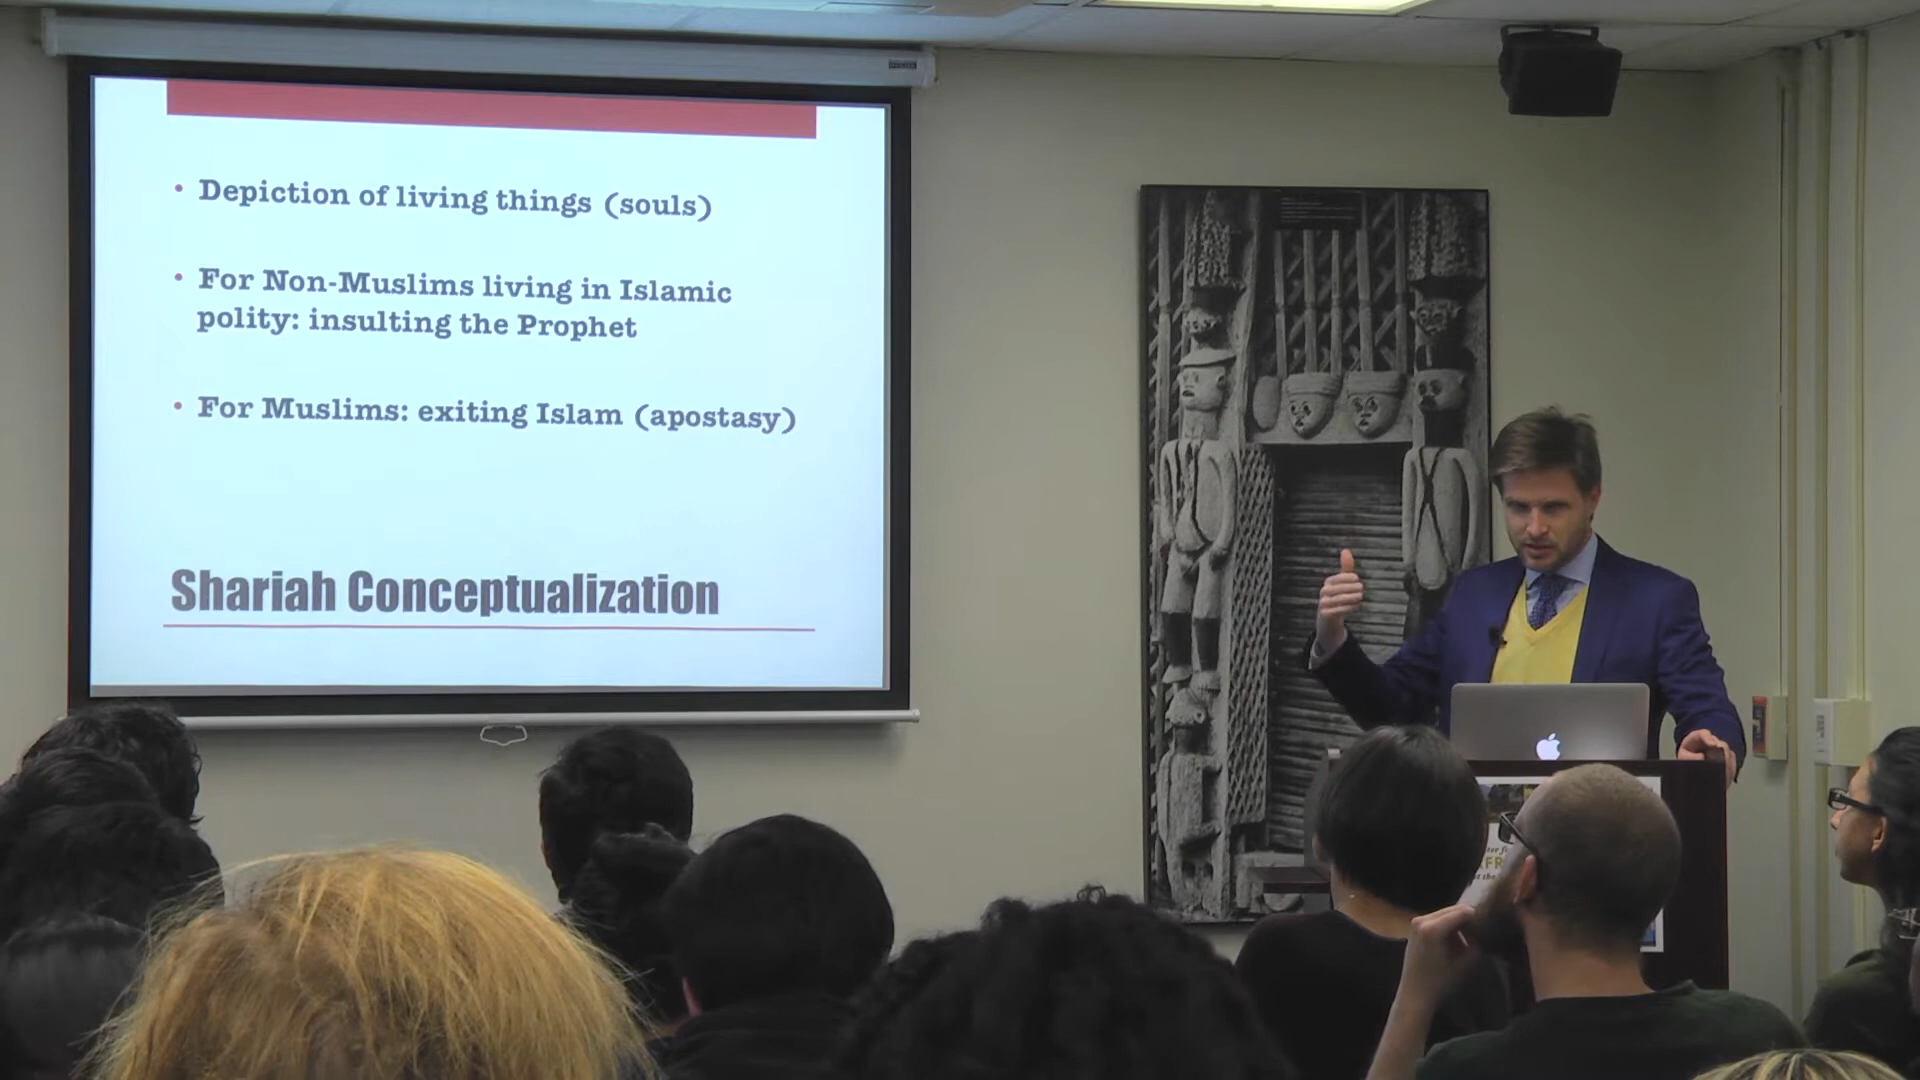 • Depiction of living things (souls)
• For Non-Muslims living in Islamic
polity: insulting the Prophet
• For Muslims: exiting Islam (apostasy)
Shariah Conceptualization